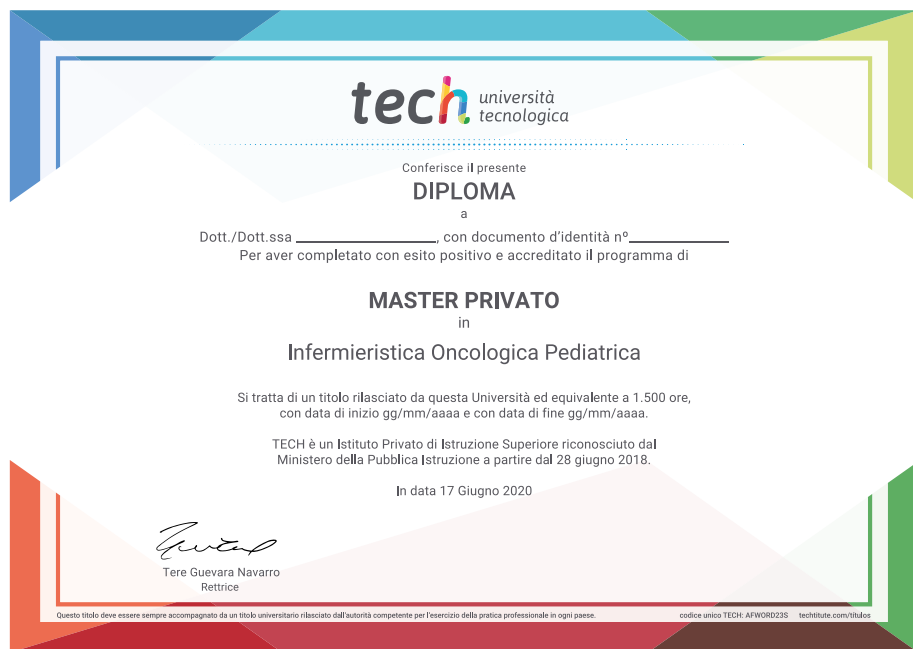 tech università
tecnologica
Conferisce il presente
DIPLOMA
a
Dott./Dott.ssa ________________, con documento d'identità nº____________
Per aver completato con esito positivo e accreditato il programma di
MASTER PRIVATO
in
Infermieristica Oncologica Pediatrica
Si tratta di un titolo rilasciato da questa Università ed equivalente a 1.500 ore,
con data di inizio gg/mm/aaaa e con data di fine gg/mm/aaaa.
TECH è un Istituto Privato di Istruzione Superiore riconosciuto dal
Ministero della Pubblica Istruzione a partire dal 28 giugno 2018.
In data 17 Giugno 2020
Tere Guevara Navarro
Rettrice
Questo titolo deve essere sempre accompagnato da un titolo universitario rilasciato dall'autorità competente per l'esercizio della pratica professionale in ogni paese. codice unico TECH: AFWORD23S techtitute.com/titulos